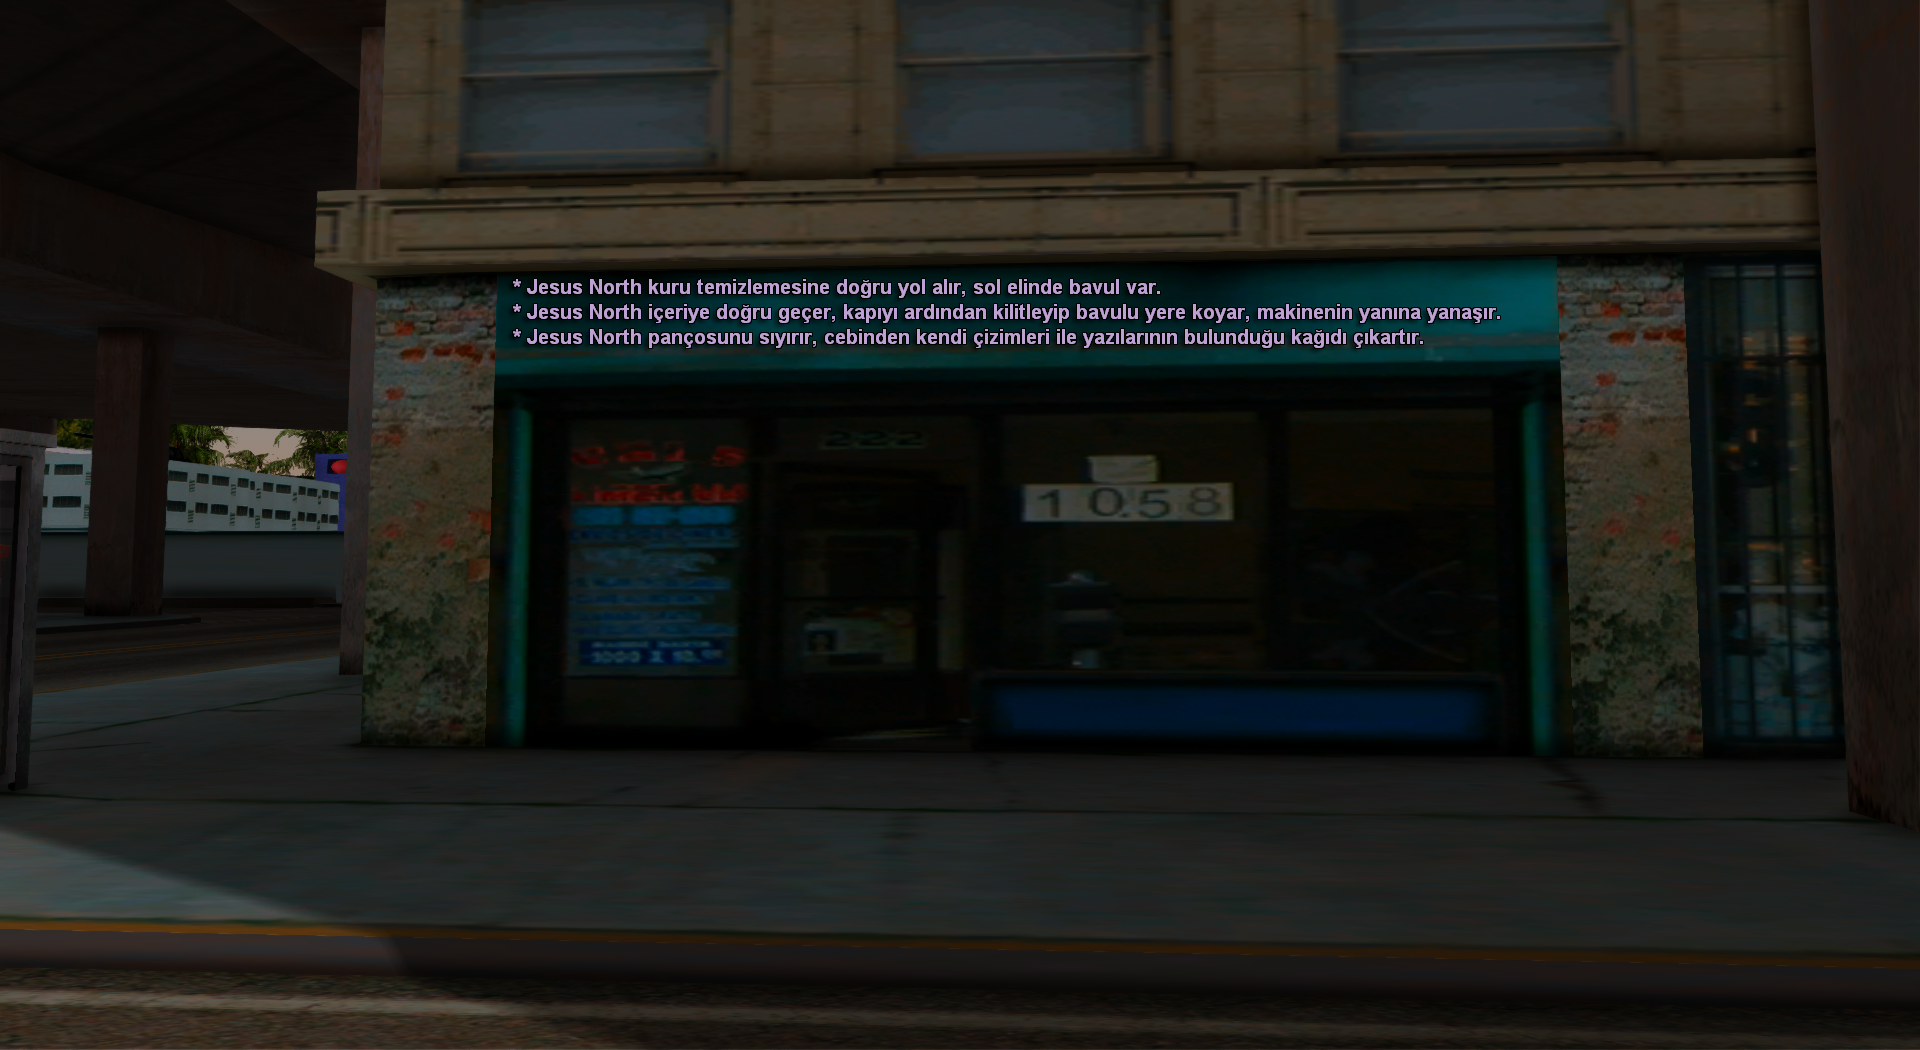 * Jesus North kuru temizlemesine doğru yol alır, sol elinde bavul var.
* Jesus North içeriye doğru geçer, kapıyı ardından kilitleyip bavulu yere koyar, makinenin yanına yanaşır.
* Jesus North pançosunu sıyırır, cebinden kendi çizimleri ile yazılarının bulunduğu kağıdı çıkartır.
222
1058